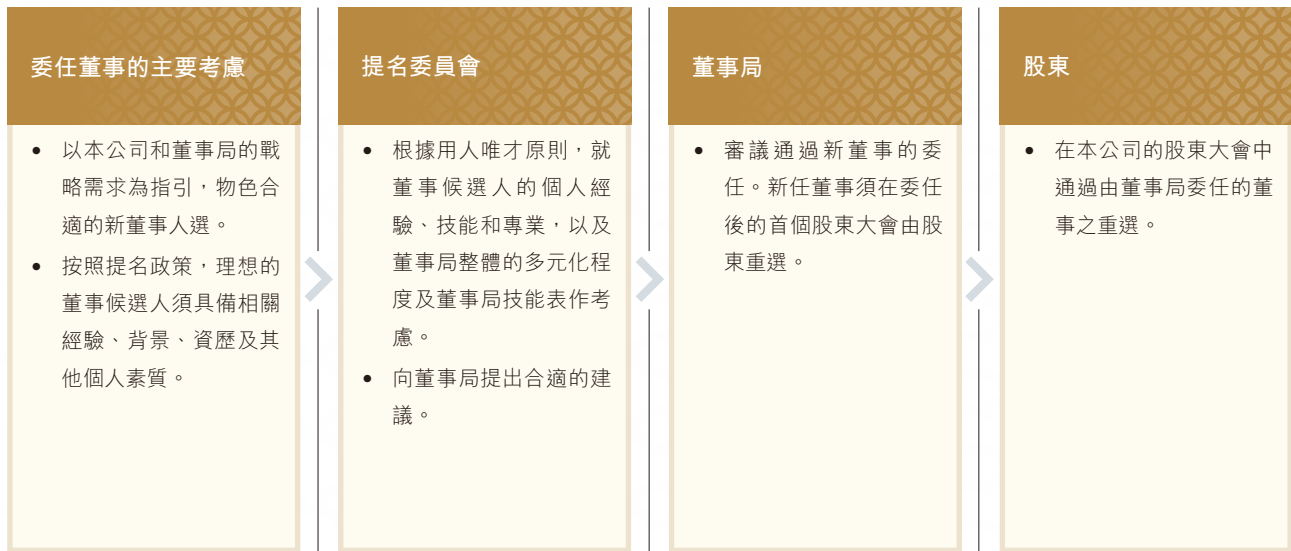 委任董事的主要考慮
• 以本公司和董事局的戰
略需求為指引，物色合
適的新董事人選。
• 按照提名政策，理想的
董事候選人須具備相關
經驗、背景、資歷及其
他個人素質。
提名委員會
• 根據用人唯才原則，就
董事候選人的個人經
驗、技能和專業，以及
董事局整體的多元化程
度及董事局技能表作考
慮。
• 向董事局提出合適的建
議。
董事局
• 審議通過新董事的委
任。新任董事須在委任
後的首個股東大會由股
東重選。
股東
• 在本公司的股東大會中
通過由董事局委任的董
事之重選。